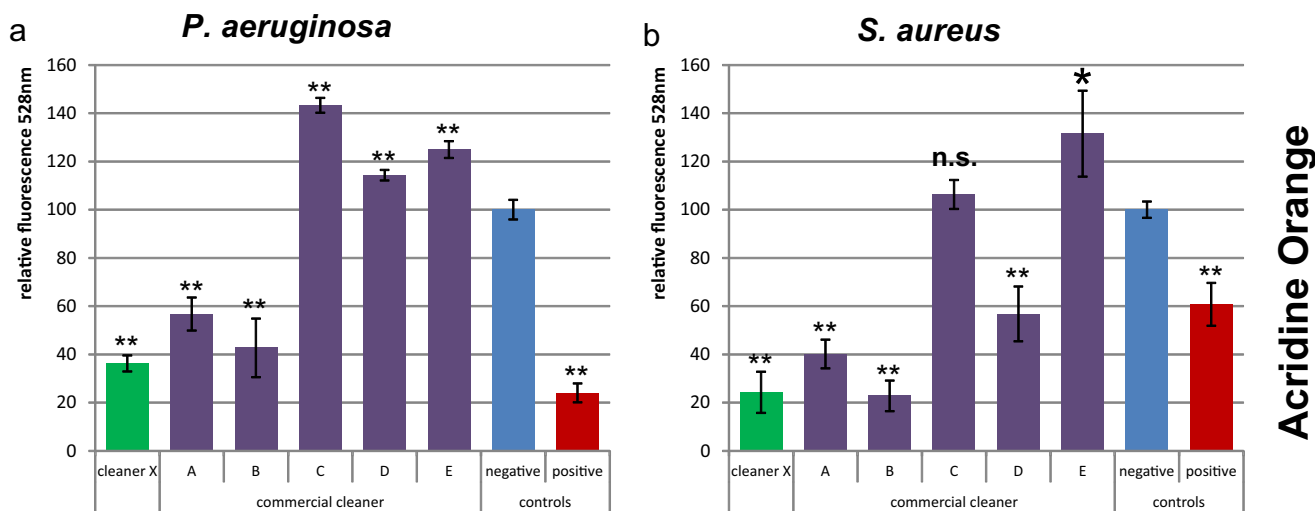 a
P. aeruginosa
relative fluorescence 528nm
160
140
120
100
80
60
40
20
0
**
**
**
**
**
**
**
cleaner X A B C D E negative positive
commercial cleaner controls
b
S. aureus
relative fluorescence 528nm
160
140
120
100
80
60
40
20
0
**
**
**
n.s.
**
*
**
cleaner X A B C D E negative positive
commercial cleaner controls
Acridine Orange